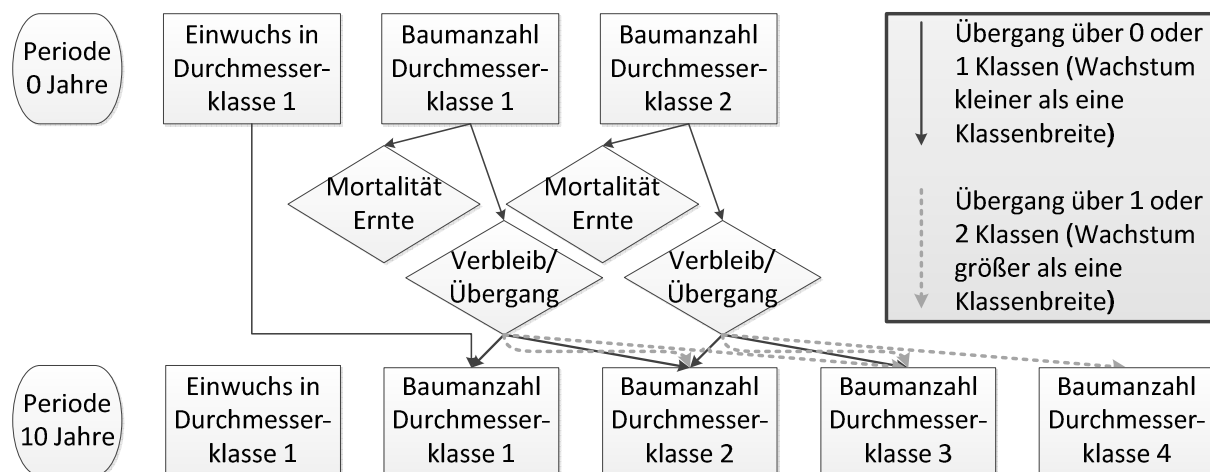 Periode
0 Jahre
Einwuchs in
Durchmesser-
klasse 1
Baumanzahl
Durchmesser-
klasse 1
Baumanzahl
Durchmesser-
klasse 2
Übergang über 0 oder
1 Klassen (Wachstum
kleiner als eine
Klassenbreite)
Übergang über 1 oder
2 Klassen (Wachstum
größer als eine
Klassenbreite)
Mortalität
Ernte
Mortalität
Ernte
Verbleib/
Übergang
Verbleib/
Übergang
Periode
10 Jahre
Einwuchs in
Durchmesser-
klasse 1
Baumanzahl
Durchmesser-
klasse 1
Baumanzahl
Durchmesser-
klasse 2
Baumanzahl
Durchmesser-
klasse 3
Baumanzahl
Durchmesser-
klasse 4